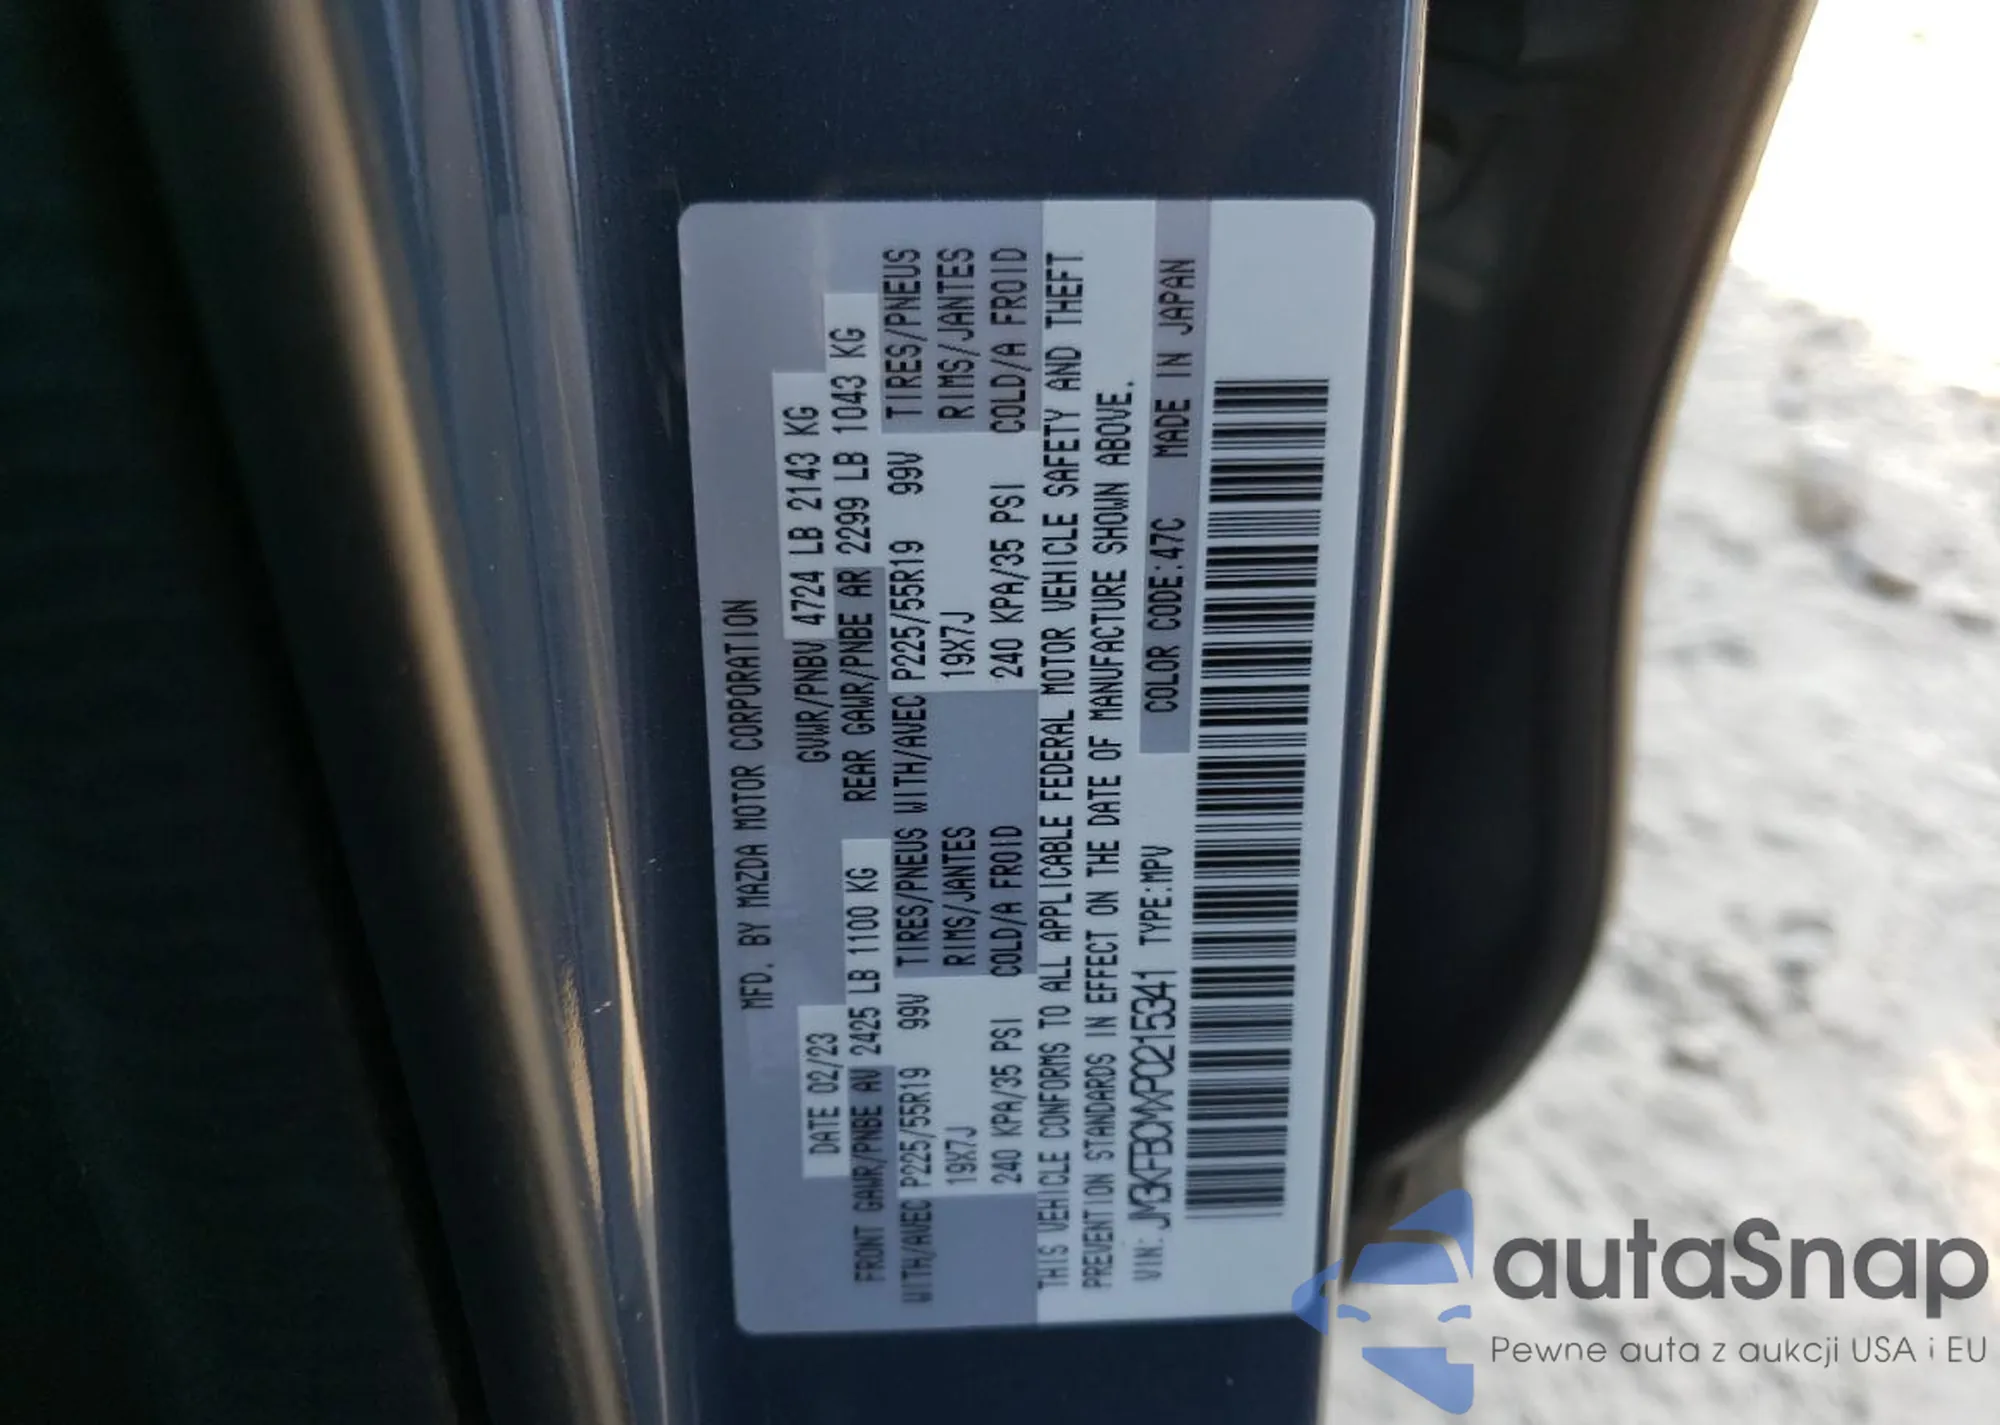 MFD. BY MAZDA MOTOR CORPORATION
DATE 02/23 GVWR/PNBV 4724 LB 2143 KG
FRONT GAWR/PNBE AV 2425 LB 1100 KG REAR GAWR/PNBE AR 2299 LB 1043 KG
WITH/AVEC P225/55R19 99V TIRES/PNEUS WITH/AVEC P225/55R19 99V TIRES/PNEUS
19X7J RIMS/JANTES 19X7J RIMS/JANTES
240 KPA/35 PSI COLD/A FROID 240 KPA/35 PSI COLD/A FROID
THIS VEHICLE CONFORMS TO ALL APPLICABLE FEDERAL MOTOR VEHICLE SAFETY AND THEFT
PREVENTION STANDARDS IN EFFECT ON THE DATE OF MANUFACTURE SHOWN ABOVE.
VIN: JM3KFBCMXP0215341 TYPE:MPV COLOR CODE:47C MADE IN JAPAN
autaSnap
Pewne auta z aukcji USA i EU